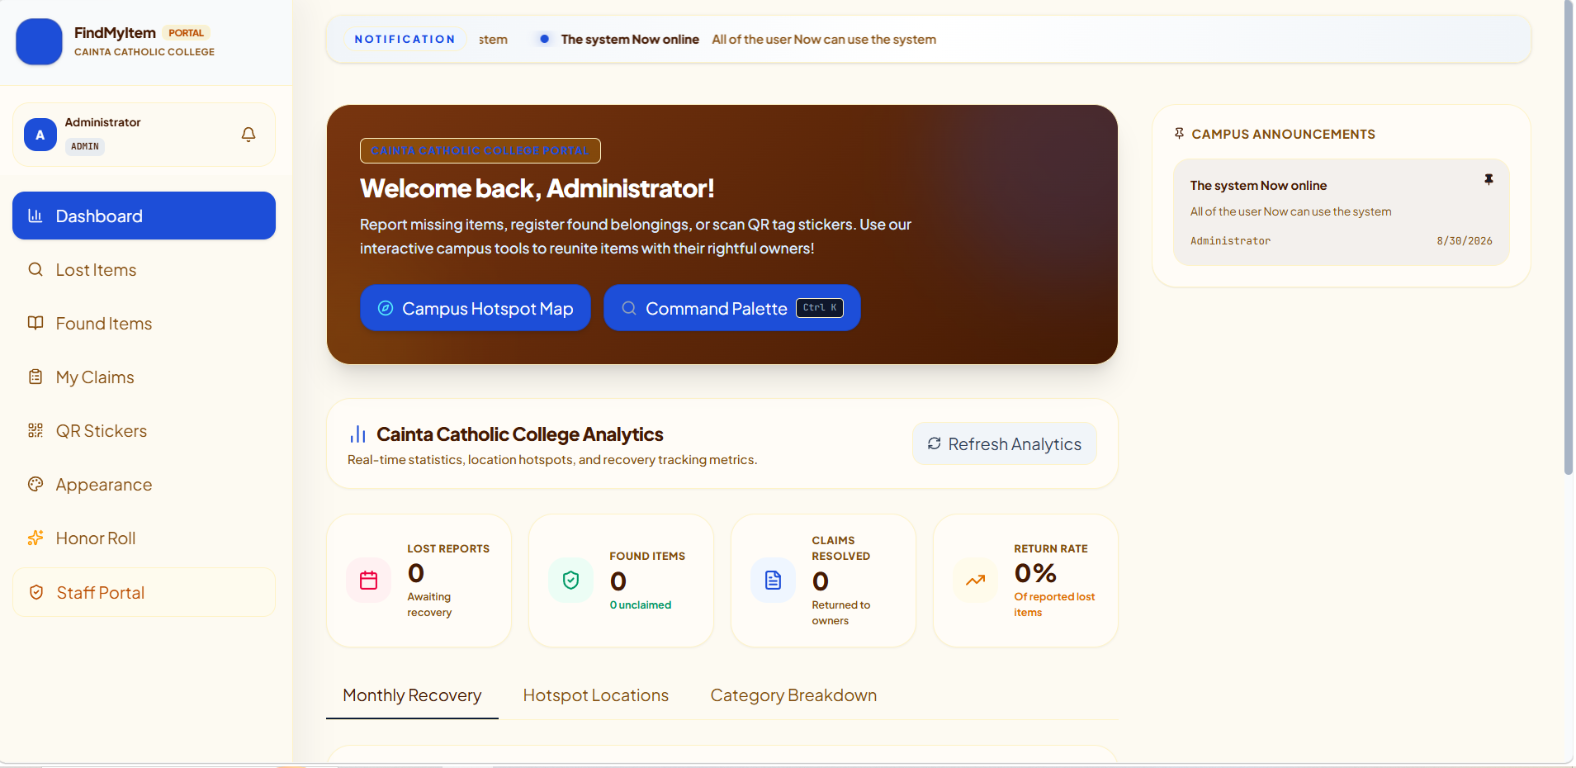 FindMyItem PORTAL
CAINTA CATHOLIC COLLEGE
A
Administrator
ADMIN
Dashboard
Lost Items
Found Items
My Claims
QR Stickers
Appearance
Honor Roll
Staff Portal
NOTIFICATION stem The system Now online All of the user Now can use the system
CAINTA CATHOLIC COLLEGE PORTAL
Welcome back, Administrator!
Report missing items, register found belongings, or scan QR tag stickers. Use our
interactive campus tools to reunite items with their rightful owners!
Campus Hotspot Map
Command Palette Ctrl K
CAMPUS ANNOUNCEMENTS
The system Now online
All of the user Now can use the system
Administrator 8/30/2026
Cainta Catholic College Analytics
Real-time statistics, location hotspots, and recovery tracking metrics.
Refresh Analytics
LOST REPORTS
0
Awaiting
recovery
FOUND ITEMS
0
0 unclaimed
CLAIMS
RESOLVED
0
Returned to
owners
RETURN RATE
0%
Of reported lost
items
Monthly Recovery
Hotspot Locations
Category Breakdown